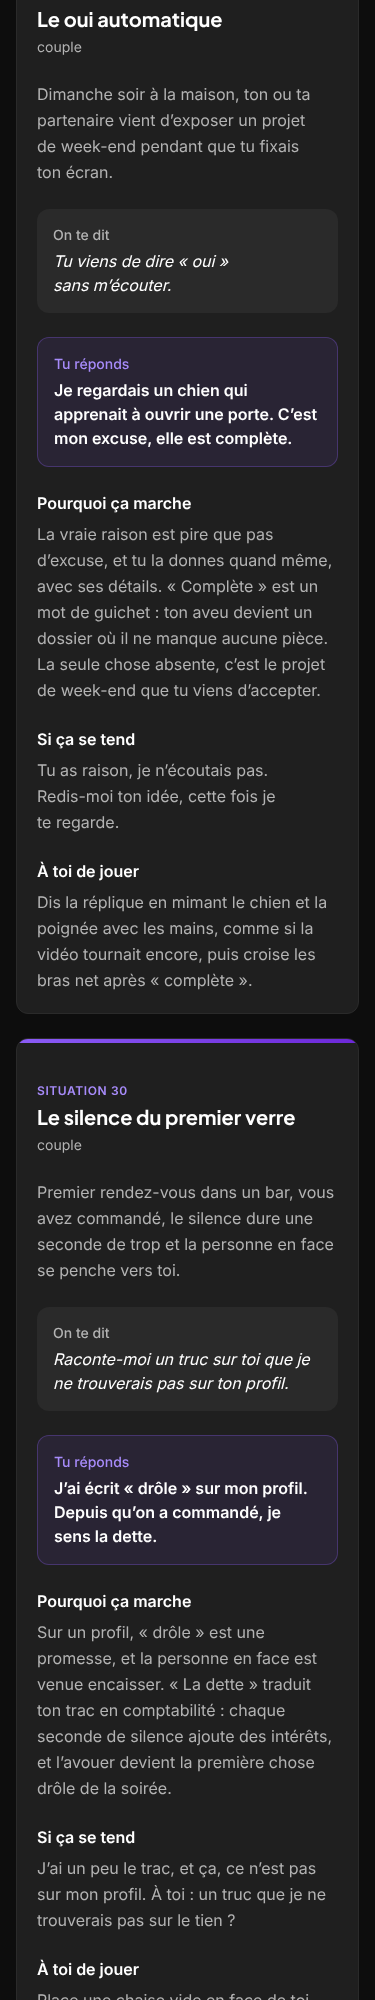 Le oui automatique
couple
Dimanche soir à la maison, ton ou ta
partenaire vient d’exposer un projet
de week-end pendant que tu fixais
ton écran.
On te dit
Tu viens de dire « oui »
sans m’écouter.
Tu réponds
Je regardais un chien qui
apprenait à ouvrir une porte. C’est
mon excuse, elle est complète.
Pourquoi ça marche
La vraie raison est pire que pas
d’excuse, et tu la donnes quand même,
avec ses détails. « Complète » est un
mot de guichet : ton aveu devient un
dossier où il ne manque aucune pièce.
La seule chose absente, c’est le projet
de week-end que tu viens d’accepter.
Si ça se tend
Tu as raison, je n’écoutais pas.
Redis-moi ton idée, cette fois je
te regarde.
À toi de jouer
Dis la réplique en mimant le chien et la
poignée avec les mains, comme si la
vidéo tournait encore, puis croise les
bras net après « complète ».
SITUATION 30
Le silence du premier verre
couple
Premier rendez-vous dans un bar, vous
avez commandé, le silence dure une
seconde de trop et la personne en face
se penche vers toi.
On te dit
Raconte-moi un truc sur toi que je
ne trouverais pas sur ton profil.
Tu réponds
J’ai écrit « drôle » sur mon profil.
Depuis qu’on a commandé, je
sens la dette.
Pourquoi ça marche
Sur un profil, « drôle » est une
promesse, et la personne en face est
venue encaisser. « La dette » traduit
ton trac en comptabilité : chaque
seconde de silence ajoute des intérêts,
et l’avouer devient la première chose
drôle de la soirée.
Si ça se tend
J’ai un peu le trac, et ça, ce n’est pas
sur mon profil. À toi : un truc que je ne
trouverais pas sur le tien ?
À toi de jouer
Place une chaise vide en face de toi